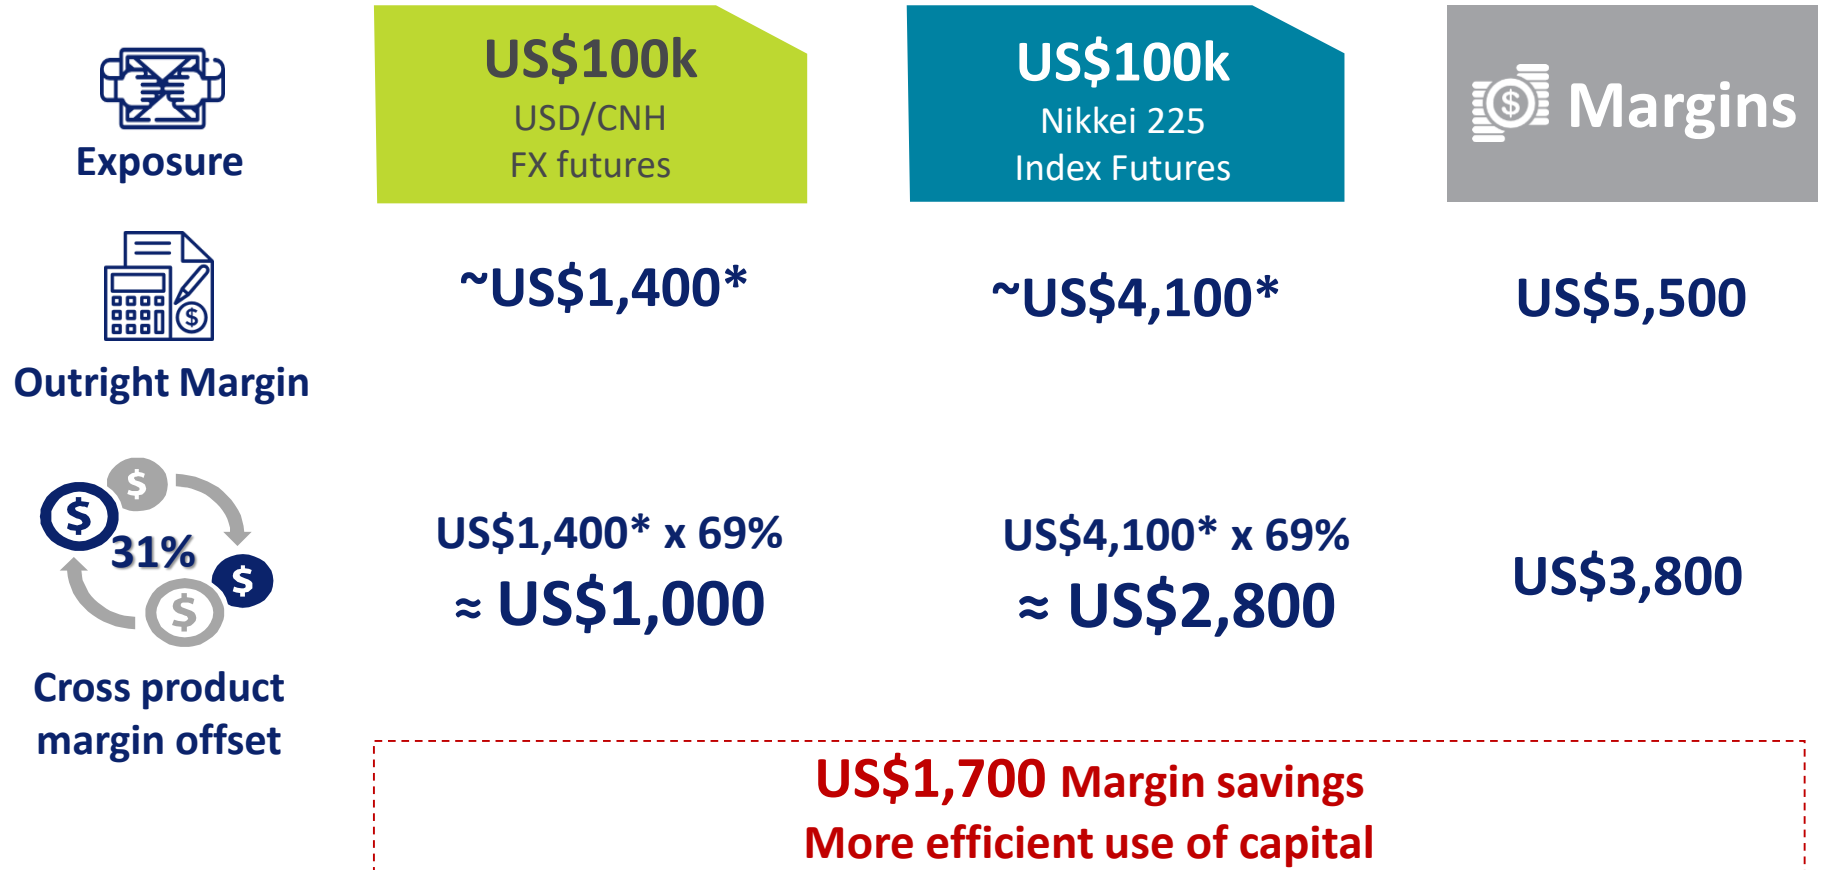 US$100k
USD/CNH
FX futures
US$100k
Nikkei 225
Index Futures
$
Margins
Exposure
~US$1,400*
~US$4,100*
US$5,500
$
Outright Margin
$
$
31%
$
$
US$1,400* x 69%
≈ US$1,000
US$4,100* x 69%
≈ US$2,800
US$3,800
Cross product
margin offset
US$1,700 Margin savings
More efficient use of capital